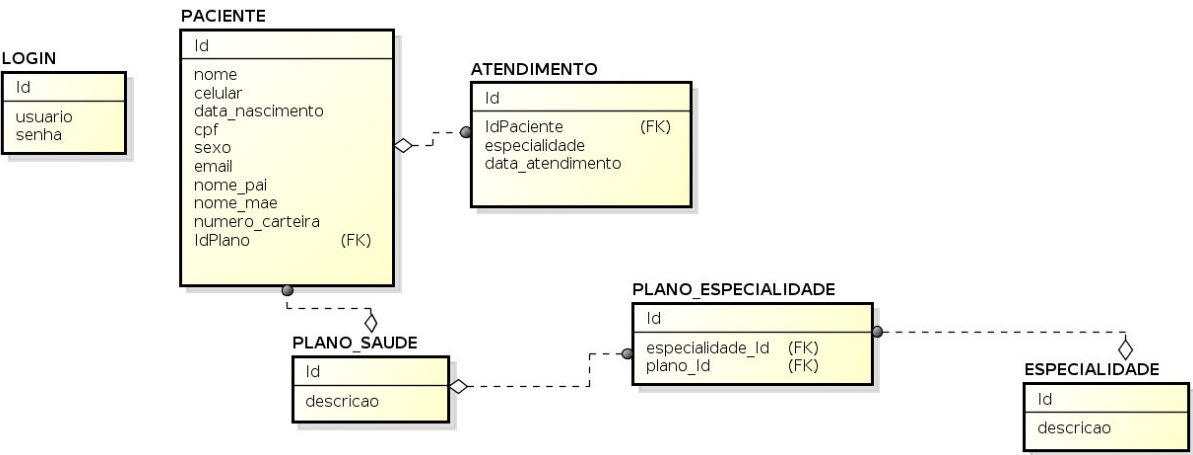 LOGIN
Id
usuario
senha
PACIENTE
Id
nome
celular
data_nascimento
cpf
sexo
email
nome_pai
nome_mae
numero_carteira
IdPlano (FK)
ATENDIMENTO
Id
IdPaciente (FK)
especialidade
data_atendimento
PLANO_SAUDE
Id
descricao
PLANO_ESPECIALIDADE
Id
especialidade_Id (FK)
plano_Id (FK)
ESPECIALIDADE
Id
descricao